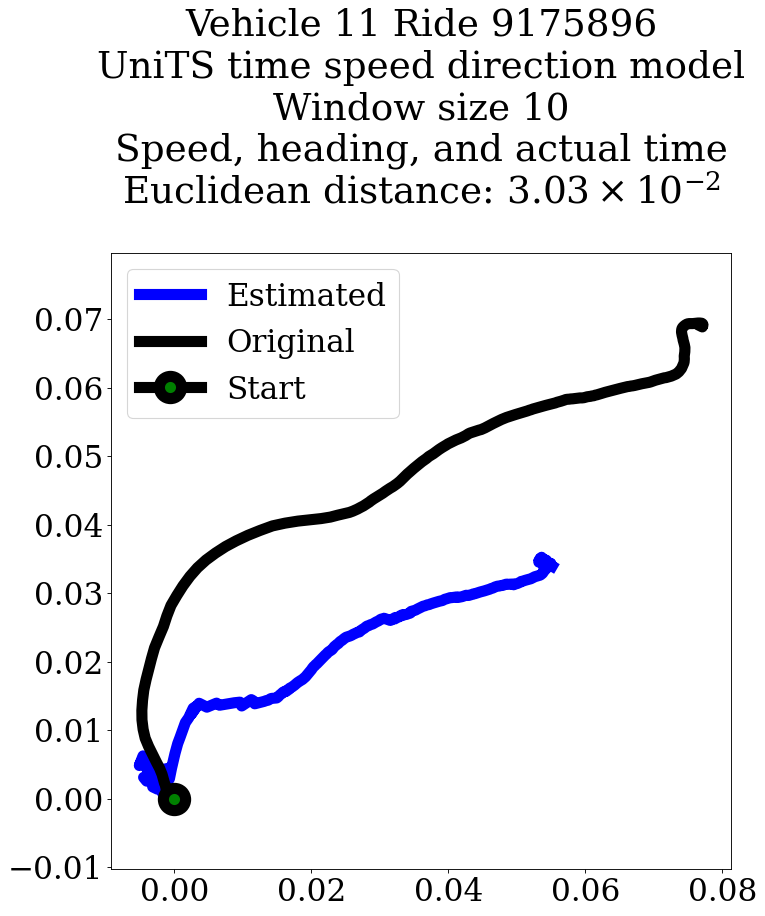 Vehicle 11 Ride 9175896
UniTS time speed direction model
Window size 10
Speed, heading, and actual time
Euclidean distance: 3.03 × 10⁻²
Estimated
Original
Start
0.07
0.06
0.05
0.04
0.03
0.02
0.01
0.00
−0.01
0.00 0.02 0.04 0.06 0.08